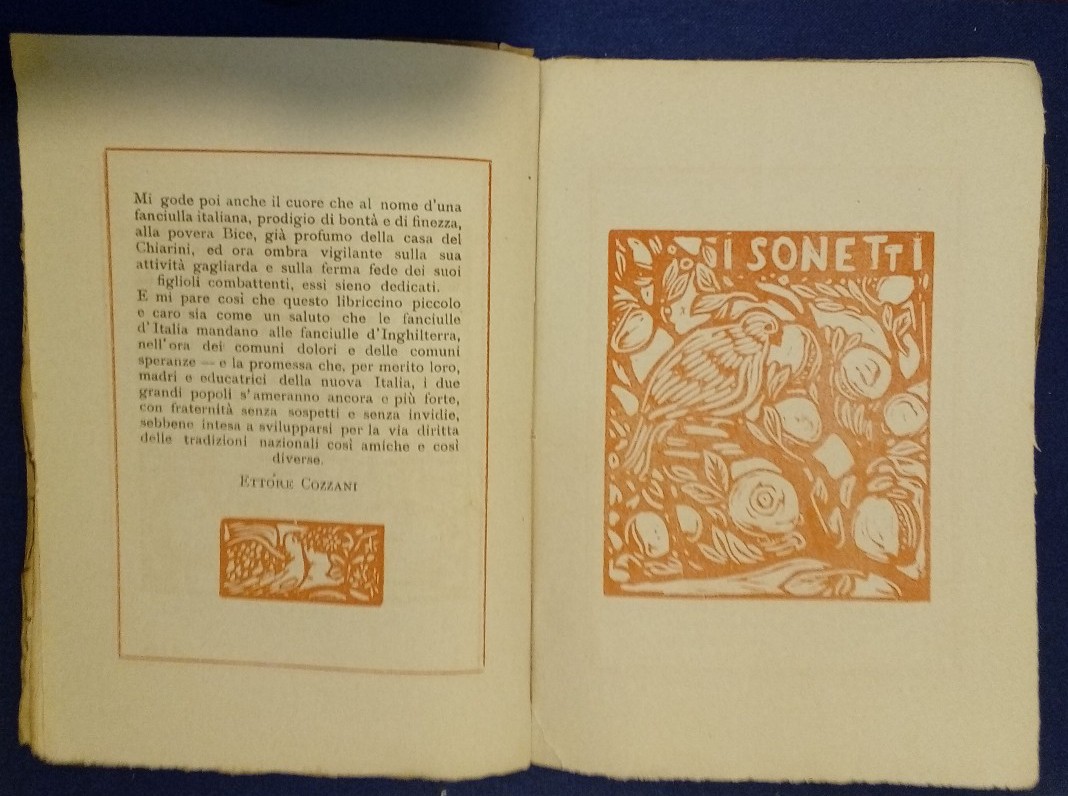 Mi gode poi anche il cuore che al nome d'una
fanciulla italiana, prodigio di bontà e di finezza,
alla povera Bice, già profumo della casa del
Chiarini, ed ora ombra vigilante sulla sua
attività gagliarda e sulla ferma fede dei suoi
figlioli combattenti, essi sieno dedicati.
E mi pare così che questo libriccino piccolo
e caro sia come un saluto che le fanciulle
d'Italia mandano alle fanciulle d'Inghilterra,
nell'ora dei comuni dolori e delle comuni
speranze — e la promessa che, per merito loro,
madri e educatrici della nuova Italia, i due
grandi popoli s'ameranno ancora e più forte,
con fraternità senza sospetti e senza invidie,
sebbene intesa a svilupparsi per la via diritta
delle tradizioni nazionali così amiche e così
diverse.
ETTORE COZZANI
I SONETTI